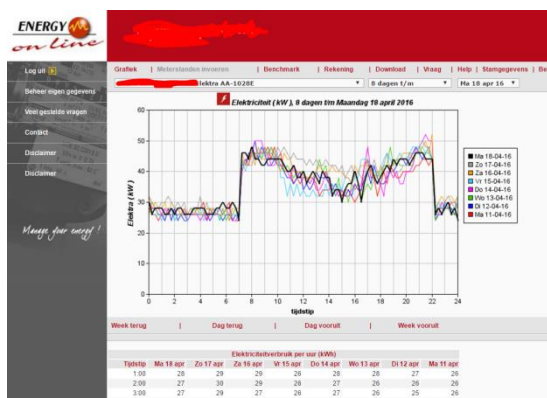 ENERGY
on line
Log uit
Beheer eigen gegevens
Veel gestelde vragen
Contact
Disclaimer
Disclaimer
Manage your energy !
Grafiek | Meterstanden invoeren | Benchmark | Rekening | Download | Vraag | Help | Stamgegevens | Be
lektra AA-1028E 8 dagen t/m Ma 18 apr 16
Elektriciteit (kW), 8 dagen t/m Maandag 18 april 2016
Elektra (kW)
60
50
40
30
20
10
0
0 2 4 6 8 10 12 14 16 18 20 22 24
tijdstip
Ma 18-04-16
Zo 17-04-16
Za 16-04-16
Vr 15-04-16
Do 14-04-16
Wo 13-04-16
Di 12-04-16
Ma 11-04-16
Week terug | Dag terug | Dag vooruit | Week vooruit
Elektriciteitverbruik per uur (kWh)
Tijdstip Ma 18 apr Zo 17 apr Za 16 apr Vr 15 apr Do 14 apr Wo 13 apr Di 12 apr Ma 11 apr
1:00 28 29 29 26 28 28 27 26
2:00 27 30 29 26 27 26 26 26
3:00 29 27 26 27 26 25 26